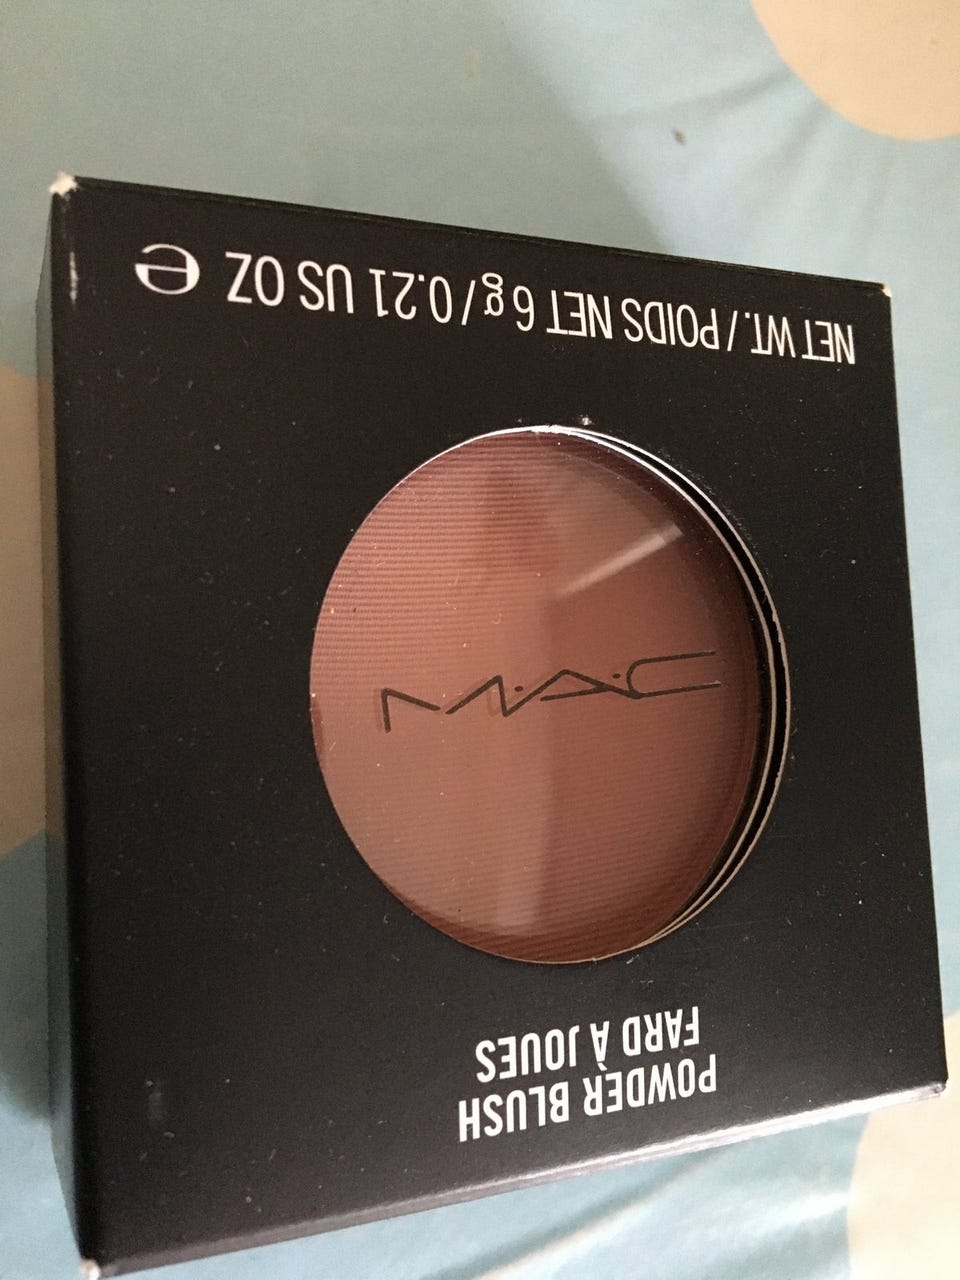 POWDER BLUSH
FARD À JOUES
M·A·C
NET WT. / POIDS NET 6 g / 0.21 US OZ ℮